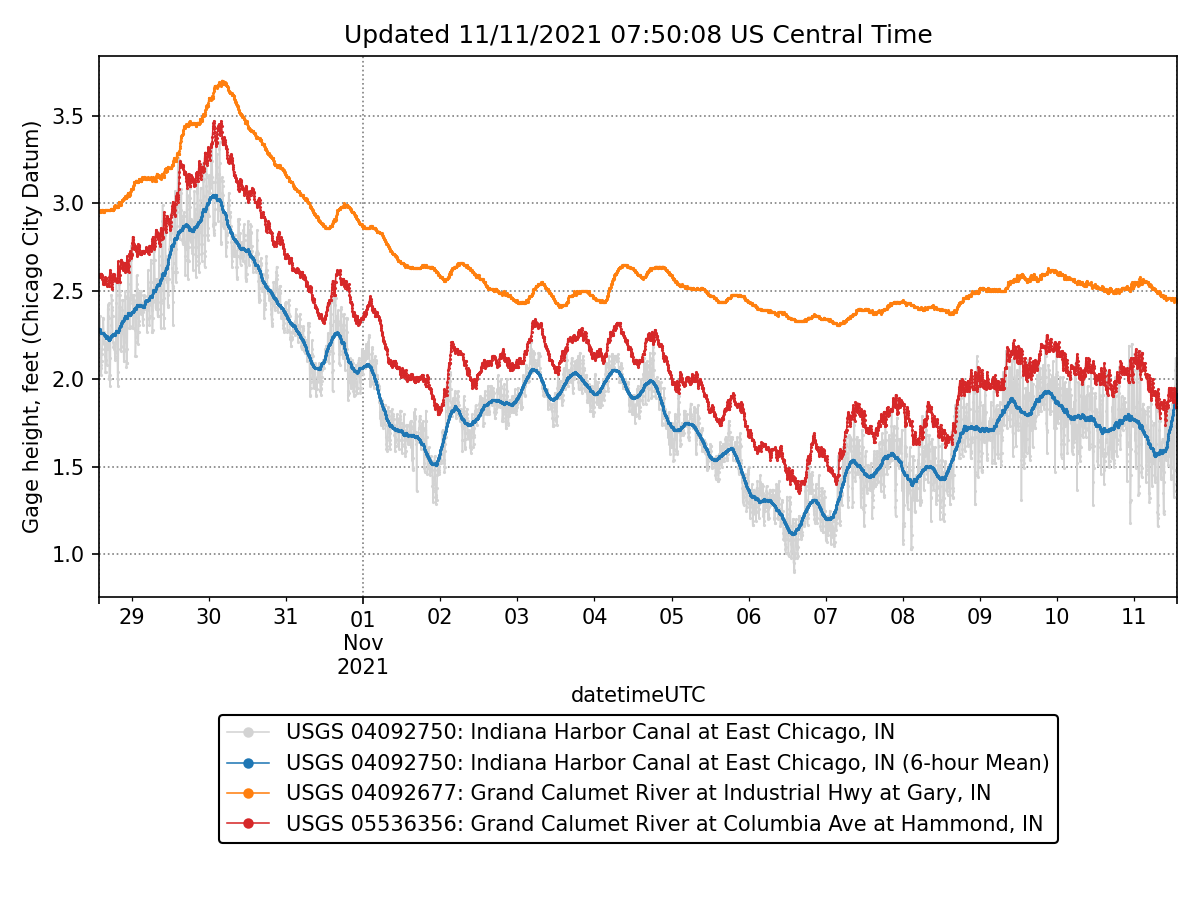 Updated 11/11/2021 07:50:08 US Central Time
Gage height, feet (Chicago City Datum)
3.5
3.0
2.5
2.0
1.5
1.0
29 30 31 01 02 03 04 05 06 07 08 09 10 11
Nov
2021
datetimeUTC
USGS 04092750: Indiana Harbor Canal at East Chicago, IN
USGS 04092750: Indiana Harbor Canal at East Chicago, IN (6-hour Mean)
USGS 04092677: Grand Calumet River at Industrial Hwy at Gary, IN
USGS 05536356: Grand Calumet River at Columbia Ave at Hammond, IN